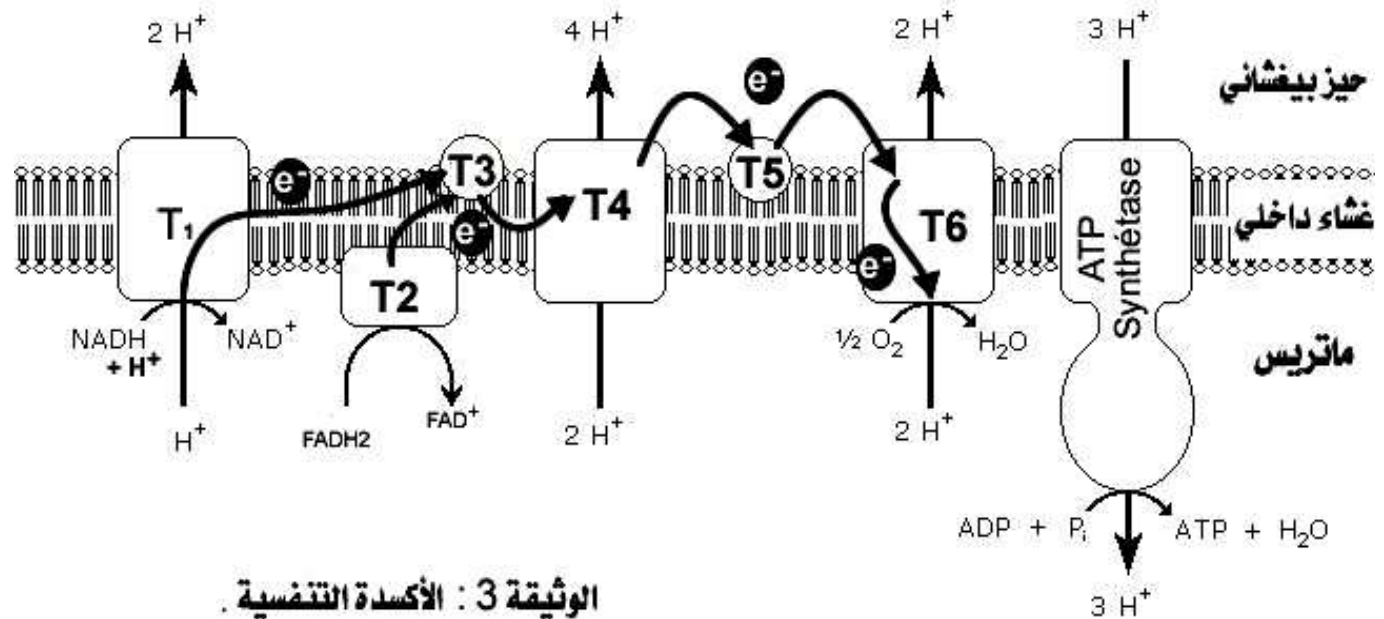 2 H⁺
4 H⁺
2 H⁺
3 H⁺
حيز بيغشاني
e⁻
e⁻
T3
T5
T₁
e⁻
T4
T6
ATP Synthétase
غشاء داخلي
T2
e⁻
NADH + H⁺
NAD⁺
½ O₂
H₂O
ماتريس
H⁺
FADH2
FAD⁺
2 H⁺
2 H⁺
ADP + Pᵢ
ATP + H₂O
الوثيقة 3 : الأكسدة التنفسية .
3 H⁺